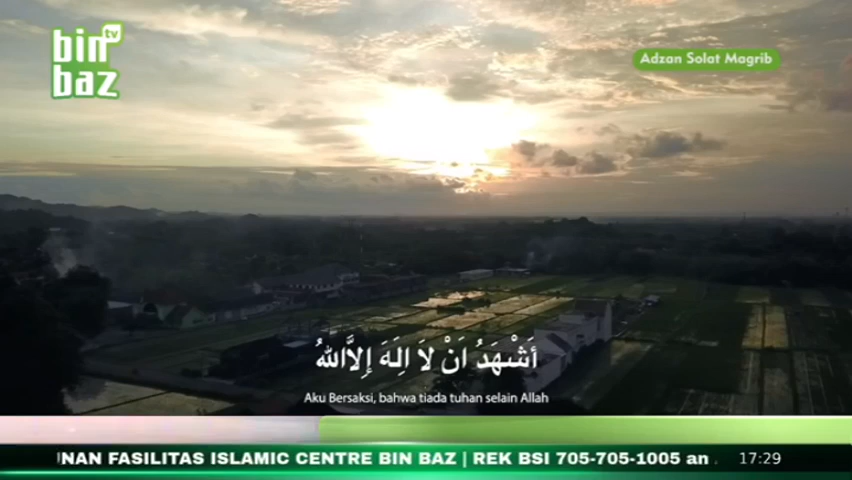 bin tv
baz
Adzan Solat Magrib
أَشْهَدُ اَنْ لاَ اِلَهَ إِلاَّاللهُ
Aku Bersaksi, bahwa tiada tuhan selain Allah
NAN FASILITAS ISLAMIC CENTRE BIN BAZ | REK BSI 705-705-1005 an
17:29